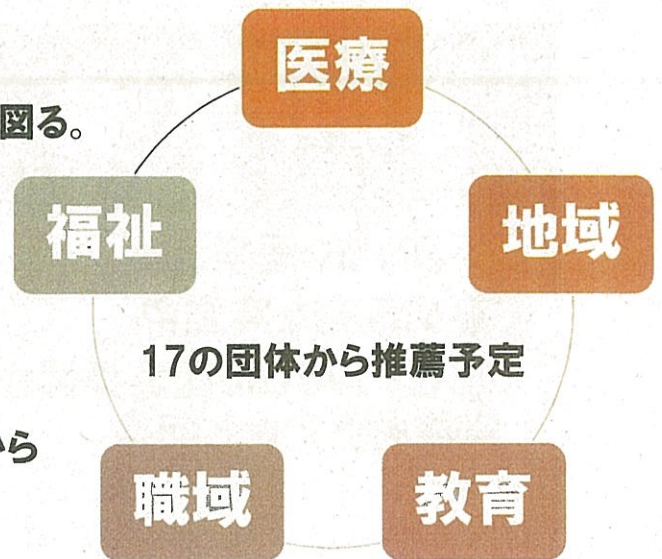 医療
図る。
福祉
地域
17の団体から推薦予定
から
職域
教育